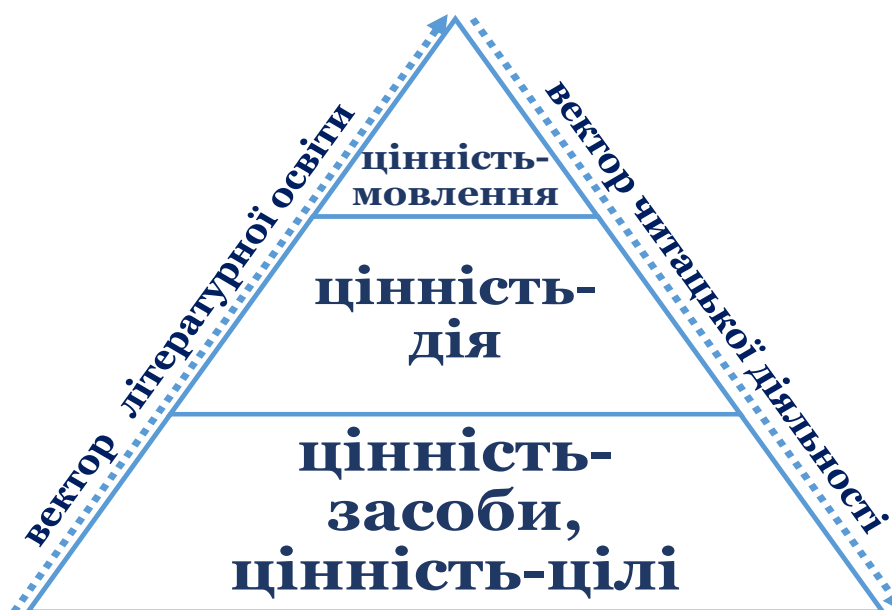 вектор літературної освіти
вектор читацької діяльності
цінність-
мовлення
цінність-
дія
цінність-
засоби,
цінність-цілі